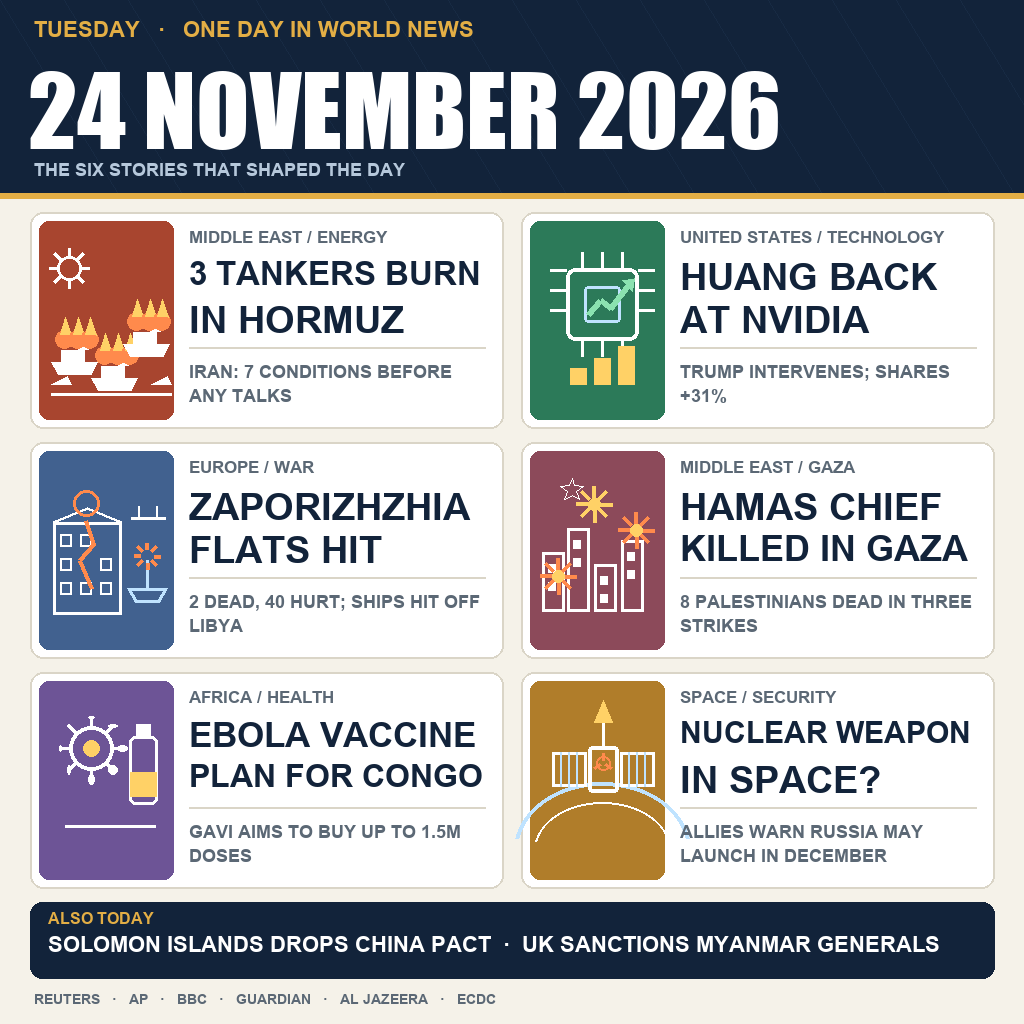 TUESDAY · ONE DAY IN WORLD NEWS
24 NOVEMBER 2026
THE SIX STORIES THAT SHAPED THE DAY
MIDDLE EAST / ENERGY
3 TANKERS BURN
IN HORMUZ
IRAN: 7 CONDITIONS BEFORE
ANY TALKS
UNITED STATES / TECHNOLOGY
HUANG BACK
AT NVIDIA
TRUMP INTERVENES; SHARES
+31%
EUROPE / WAR
ZAPORIZHZHIA
FLATS HIT
2 DEAD, 40 HURT; SHIPS HIT OFF
LIBYA
MIDDLE EAST / GAZA
HAMAS CHIEF
KILLED IN GAZA
8 PALESTINIANS DEAD IN THREE
STRIKES
AFRICA / HEALTH
EBOLA VACCINE
PLAN FOR CONGO
GAVI AIMS TO BUY UP TO 1.5M
DOSES
SPACE / SECURITY
NUCLEAR WEAPON
IN SPACE?
ALLIES WARN RUSSIA MAY
LAUNCH IN DECEMBER
ALSO TODAY
SOLOMON ISLANDS DROPS CHINA PACT · UK SANCTIONS MYANMAR GENERALS
REUTERS · AP · BBC · GUARDIAN · AL JAZEERA · ECDC